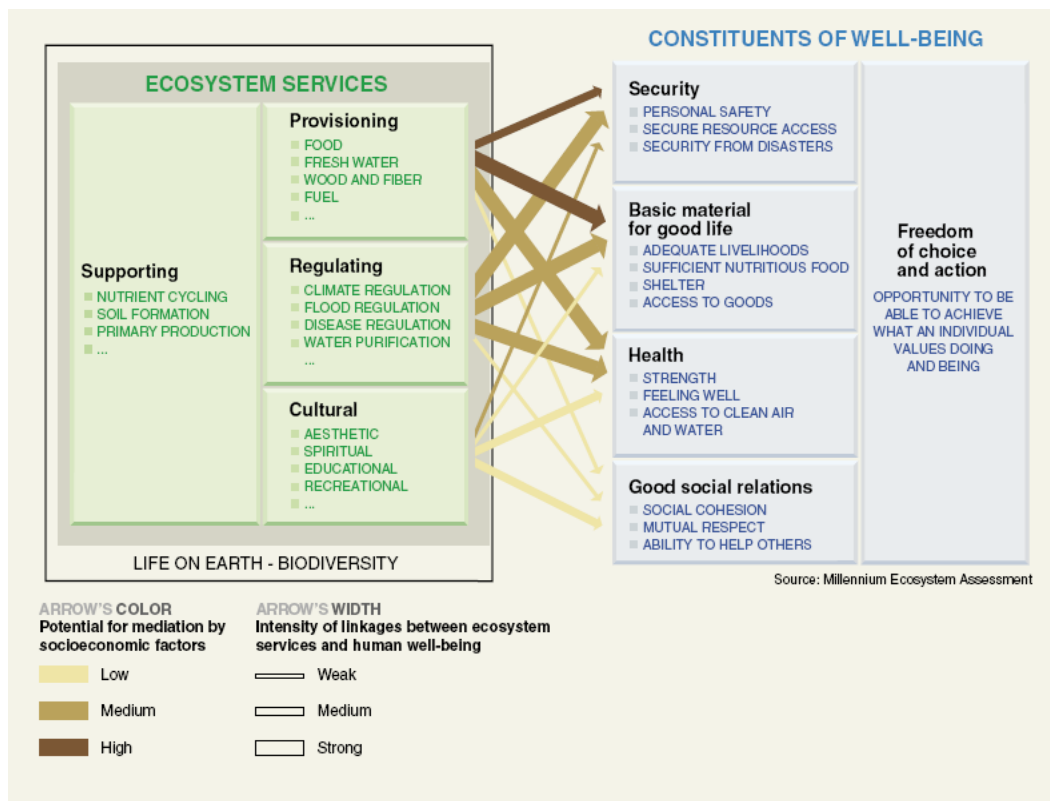 CONSTITUENTS OF WELL-BEING
ECOSYSTEM SERVICES
Supporting
NUTRIENT CYCLING
SOIL FORMATION
PRIMARY PRODUCTION
...
Provisioning
FOOD
FRESH WATER
WOOD AND FIBER
FUEL
...
Regulating
CLIMATE REGULATION
FLOOD REGULATION
DISEASE REGULATION
WATER PURIFICATION
...
Cultural
AESTHETIC
SPIRITUAL
EDUCATIONAL
RECREATIONAL
...
LIFE ON EARTH - BIODIVERSITY
Security
PERSONAL SAFETY
SECURE RESOURCE ACCESS
SECURITY FROM DISASTERS
Basic material
for good life
ADEQUATE LIVELIHOODS
SUFFICIENT NUTRITIOUS FOOD
SHELTER
ACCESS TO GOODS
Health
STRENGTH
FEELING WELL
ACCESS TO CLEAN AIR
AND WATER
Good social relations
SOCIAL COHESION
MUTUAL RESPECT
ABILITY TO HELP OTHERS
Freedom
of choice
and action
OPPORTUNITY TO BE
ABLE TO ACHIEVE
WHAT AN INDIVIDUAL
VALUES DOING
AND BEING
Source: Millennium Ecosystem Assessment
ARROW'S COLOR
Potential for mediation by
socioeconomic factors
Low
Medium
High
ARROW'S WIDTH
Intensity of linkages between ecosystem
services and human well-being
Weak
Medium
Strong